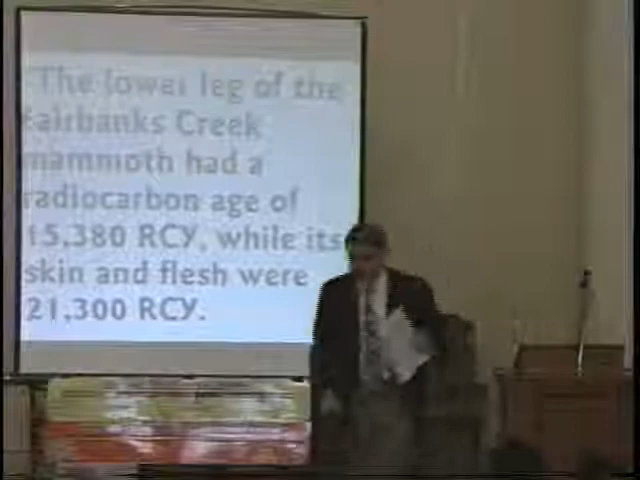 The lower leg of the
Fairbanks Creek
mammoth had a
radiocarbon age of
15,380 RCY, while its
skin and flesh were
21,300 RCY.